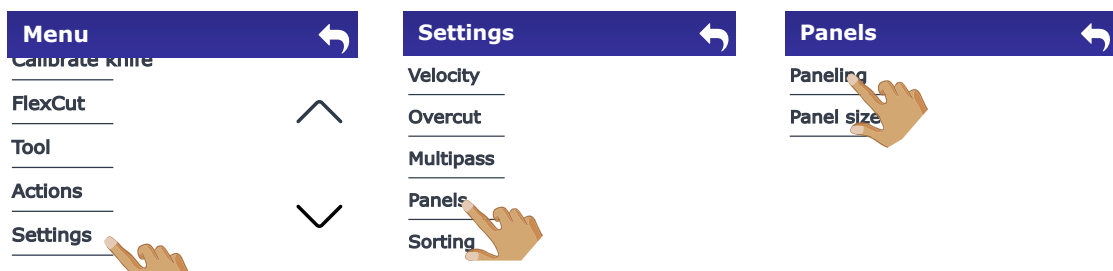 Menu
Calibrate knife
FlexCut
Tool
Actions
Settings
Settings
Velocity
Overcut
Multipass
Panels
Sorting
Panels
Paneling
Panel size